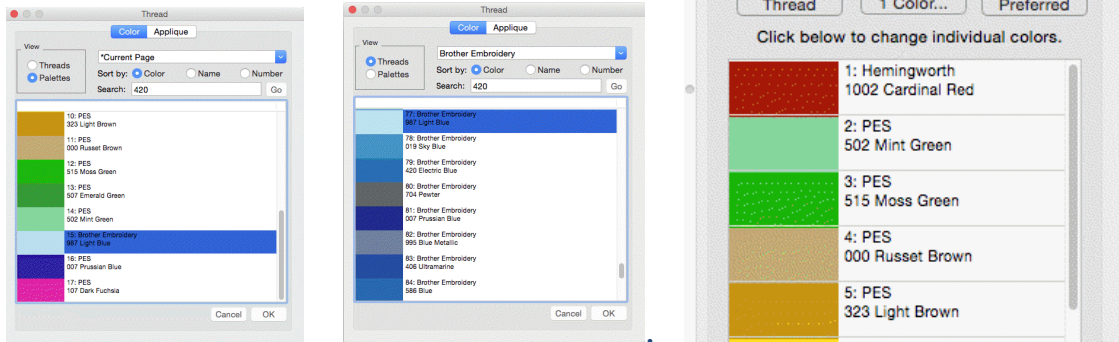 Thread
Color Applique
View
Threads
Palettes
*Current Page
Sort by: Color Name Number
Search: 420 Go
10: PES
323 Light Brown
11: PES
000 Russet Brown
12: PES
515 Moss Green
13: PES
507 Emerald Green
14: PES
502 Mint Green
15: Brother Embroidery
987 Light Blue
16: PES
007 Prussian Blue
17: PES
107 Dark Fuchsia
Cancel OK
Thread
Color Applique
View
Threads
Palettes
Brother Embroidery
Sort by: Color Name Number
Search: 420 Go
77: Brother Embroidery
987 Light Blue
78: Brother Embroidery
019 Sky Blue
79: Brother Embroidery
420 Electric Blue
80: Brother Embroidery
704 Pewter
81: Brother Embroidery
007 Prussian Blue
82: Brother Embroidery
995 Blue Metallic
83: Brother Embroidery
406 Ultramarine
84: Brother Embroidery
586 Blue
Cancel OK
Thread 1 Color... Preferred
Click below to change individual colors.
1: Hemingworth
1002 Cardinal Red
2: PES
502 Mint Green
3: PES
515 Moss Green
4: PES
000 Russet Brown
5: PES
323 Light Brown